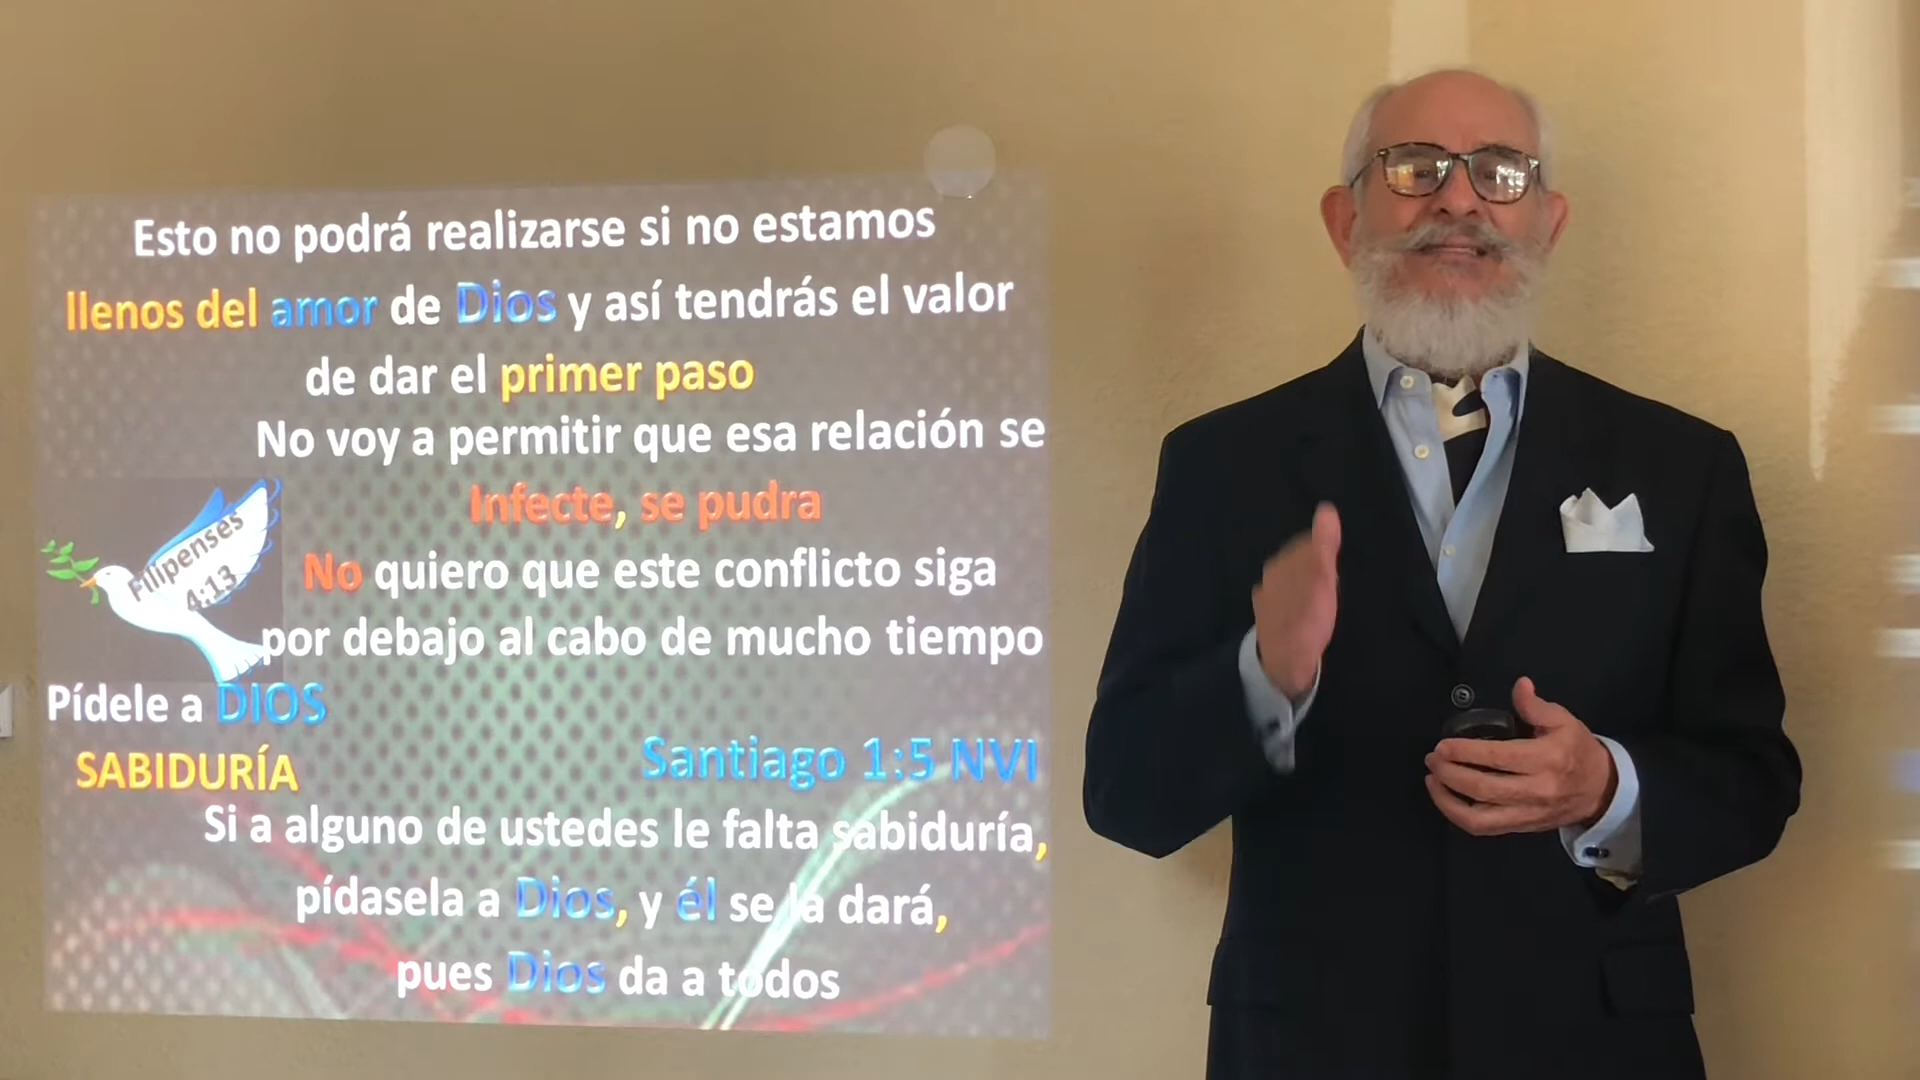 Esto no podrá realizarse si no estamos
llenos del amor de Dios y así tendrás el valor
de dar el primer paso
No voy a permitir que esa relación se
Infecte, se pudra
Filipenses
4:13
No quiero que este conflicto siga
por debajo al cabo de mucho tiempo
Pídele a DIOS
SABIDURÍA
Santiago 1:5 NVI
Si a alguno de ustedes le falta sabiduría,
pídasela a Dios, y él se la dará,
pues Dios da a todos